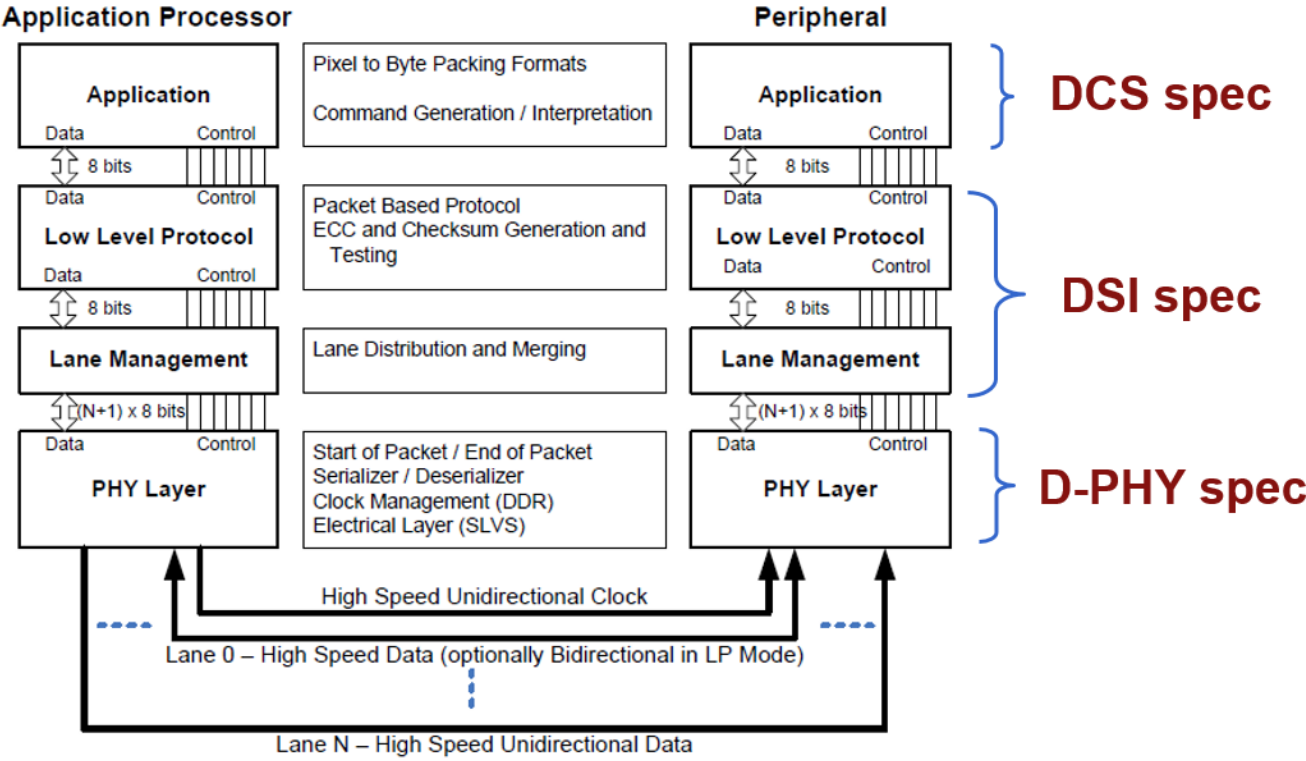 Application Processor
Peripheral
Application
Data Control
8 bits
Data Control
Low Level Protocol
Data Control
8 bits
Lane Management
(N+1) x 8 bits
Data Control
PHY Layer
Pixel to Byte Packing Formats
Command Generation / Interpretation
Packet Based Protocol
ECC and Checksum Generation and
Testing
Lane Distribution and Merging
Start of Packet / End of Packet
Serializer / Deserializer
Clock Management (DDR)
Electrical Layer (SLVS)
Application
Data Control
8 bits
Data Control
Low Level Protocol
Data Control
8 bits
Lane Management
(N+1) x 8 bits
Data Control
PHY Layer
DCS spec
DSI spec
D-PHY spec
High Speed Unidirectional Clock
Lane 0 – High Speed Data (optionally Bidirectional in LP Mode)
Lane N – High Speed Unidirectional Data